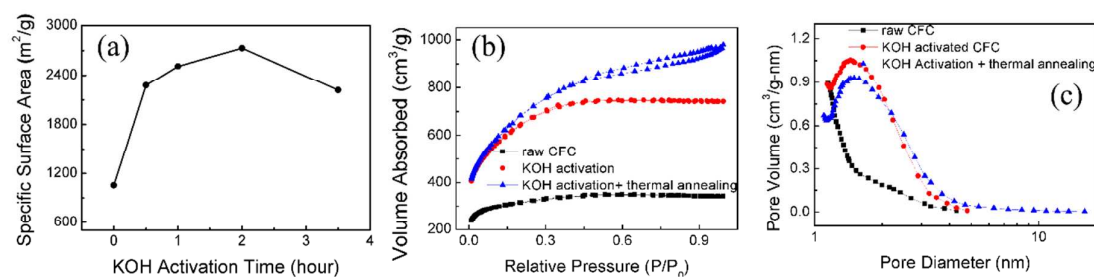 (a)
Specific Surface Area (m²/g)
3000
2400
1800
1200
600
0
1
2
3
4
KOH Activation Time (hour)
(b)
Volume Absorbed (cm³/g)
1000
800
600
400
200
raw CFC
KOH activation
KOH activation+ thermal annealing
0.0
0.3
0.6
0.9
Relative Pressure (P/P₀)
(c)
Pore Volume (cm³/g-nm)
1.2
0.9
0.6
0.3
0.0
raw CFC
KOH activated CFC
KOH Activation + thermal annealing
1
10
Pore Diameter (nm)